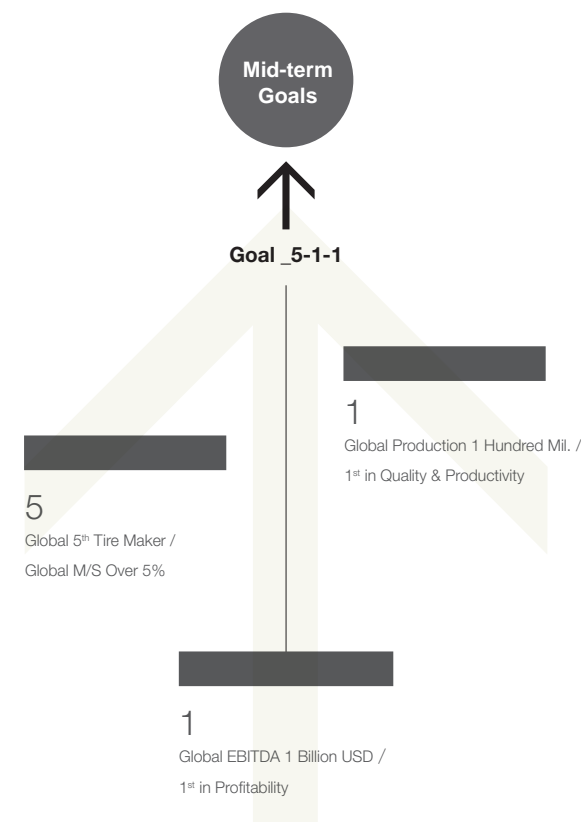 Mid-term
Goals
Goal _5-1-1
5
Global 5th Tire Maker /
Global M/S Over 5%
1
Global Production 1 Hundred Mil. /
1st in Quality & Productivity
1
Global EBITDA 1 Billion USD /
1st in Profitability